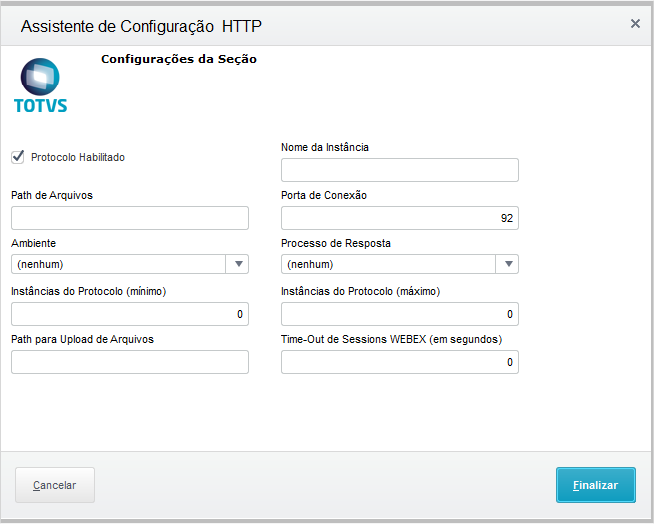 Assistente de Configuração HTTP
Configurações da Seção
TOTVS
Protocolo Habilitado
Nome da Instância
Path de Arquivos
Porta de Conexão
92
Ambiente
Processo de Resposta
(nenhum)
(nenhum)
Instâncias do Protocolo (mínimo)
Instâncias do Protocolo (máximo)
0
0
Path para Upload de Arquivos
Time-Out de Sessions WEBEX (em segundos)
0
Cancelar
Finalizar